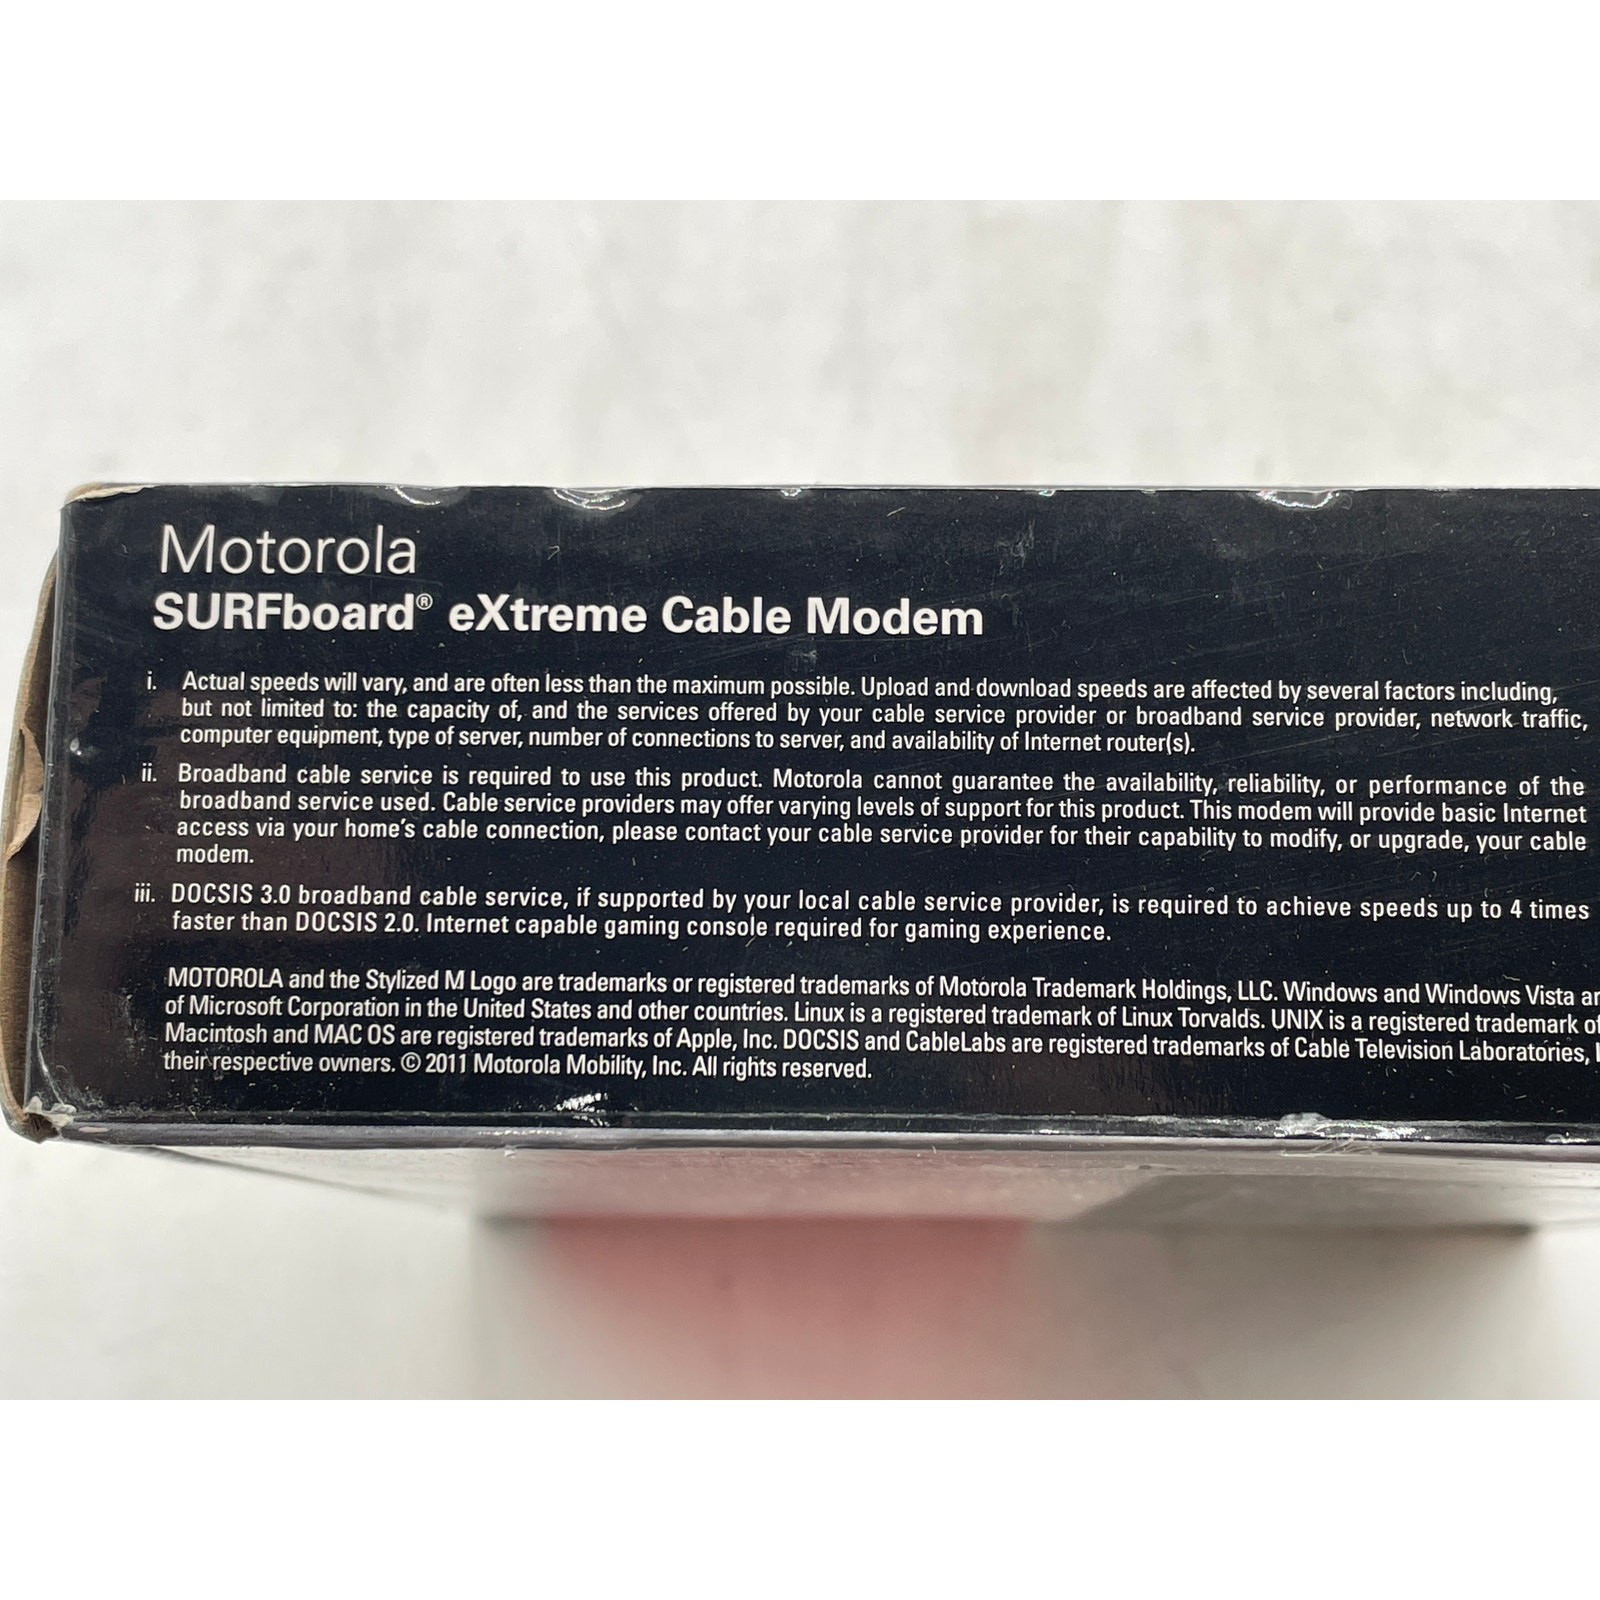 Motorola
SURFboard® eXtreme Cable Modem
i. Actual speeds will vary, and are often less than the maximum possible. Upload and download speeds are affected by several factors including,
but not limited to: the capacity of, and the services offered by your cable service provider or broadband service provider, network traffic,
computer equipment, type of server, number of connections to server, and availability of Internet router(s).
ii. Broadband cable service is required to use this product. Motorola cannot guarantee the availability, reliability, or performance of the
broadband service used. Cable service providers may offer varying levels of support for this product. This modem will provide basic Internet
access via your home's cable connection, please contact your cable service provider for their capability to modify, or upgrade, your cable
modem.
iii. DOCSIS 3.0 broadband cable service, if supported by your local cable service provider, is required to achieve speeds up to 4 times
faster than DOCSIS 2.0. Internet capable gaming console required for gaming experience.
MOTOROLA and the Stylized M Logo are trademarks or registered trademarks of Motorola Trademark Holdings, LLC. Windows and Windows Vista
of Microsoft Corporation in the United States and other countries. Linux is a registered trademark of Linux Torvalds. UNIX is a registered trademark of
Macintosh and MAC OS are registered trademarks of Apple, Inc. DOCSIS and CableLabs are registered trademarks of Cable Television Laboratories,
their respective owners. © 2011 Motorola Mobility, Inc. All rights reserved.